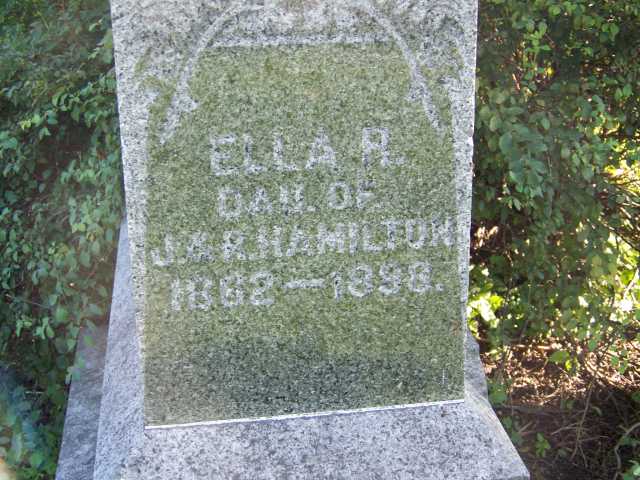 ELLA R.
DAU. OF
J. & R. HAMILTON
1862—1898.